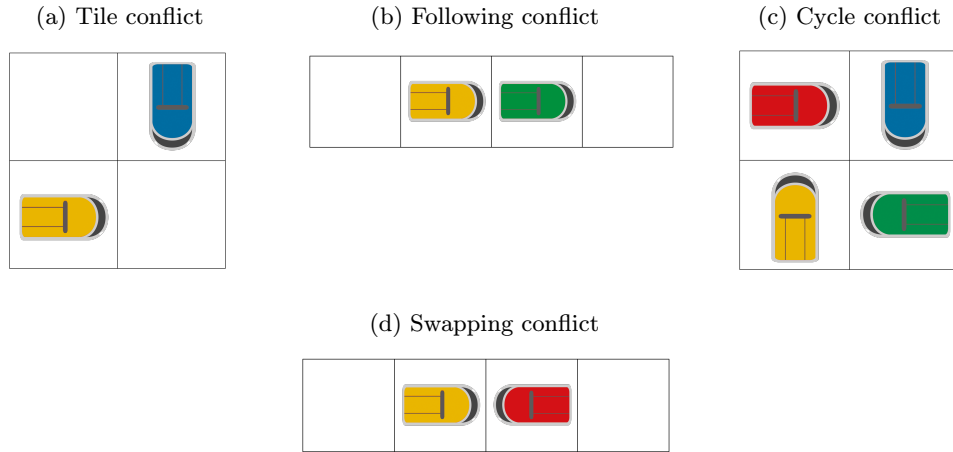 (a) Tile conflict
(b) Following conflict
(c) Cycle conflict
(d) Swapping conflict